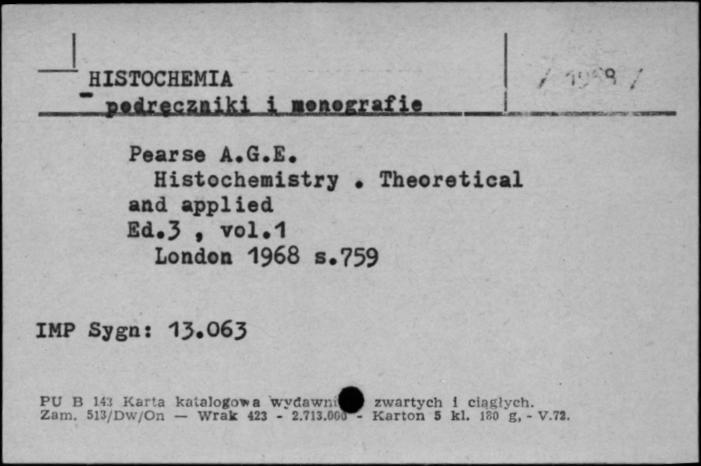 HISTOCHEMIA
- podręczniki i monografie
Pearse A.G.E.
Histochemistry . Theoretical
and applied
Ed.3 , vol.1
London 1968 s.759
IMP Sygn: 13.063
PU B 143 Karta katalogowa zwartych i ciągłych.
Zam. 513/Dw/On — Wrak 423 - 2.713.000 - Karton 5 kl. 180 g, - V.72.